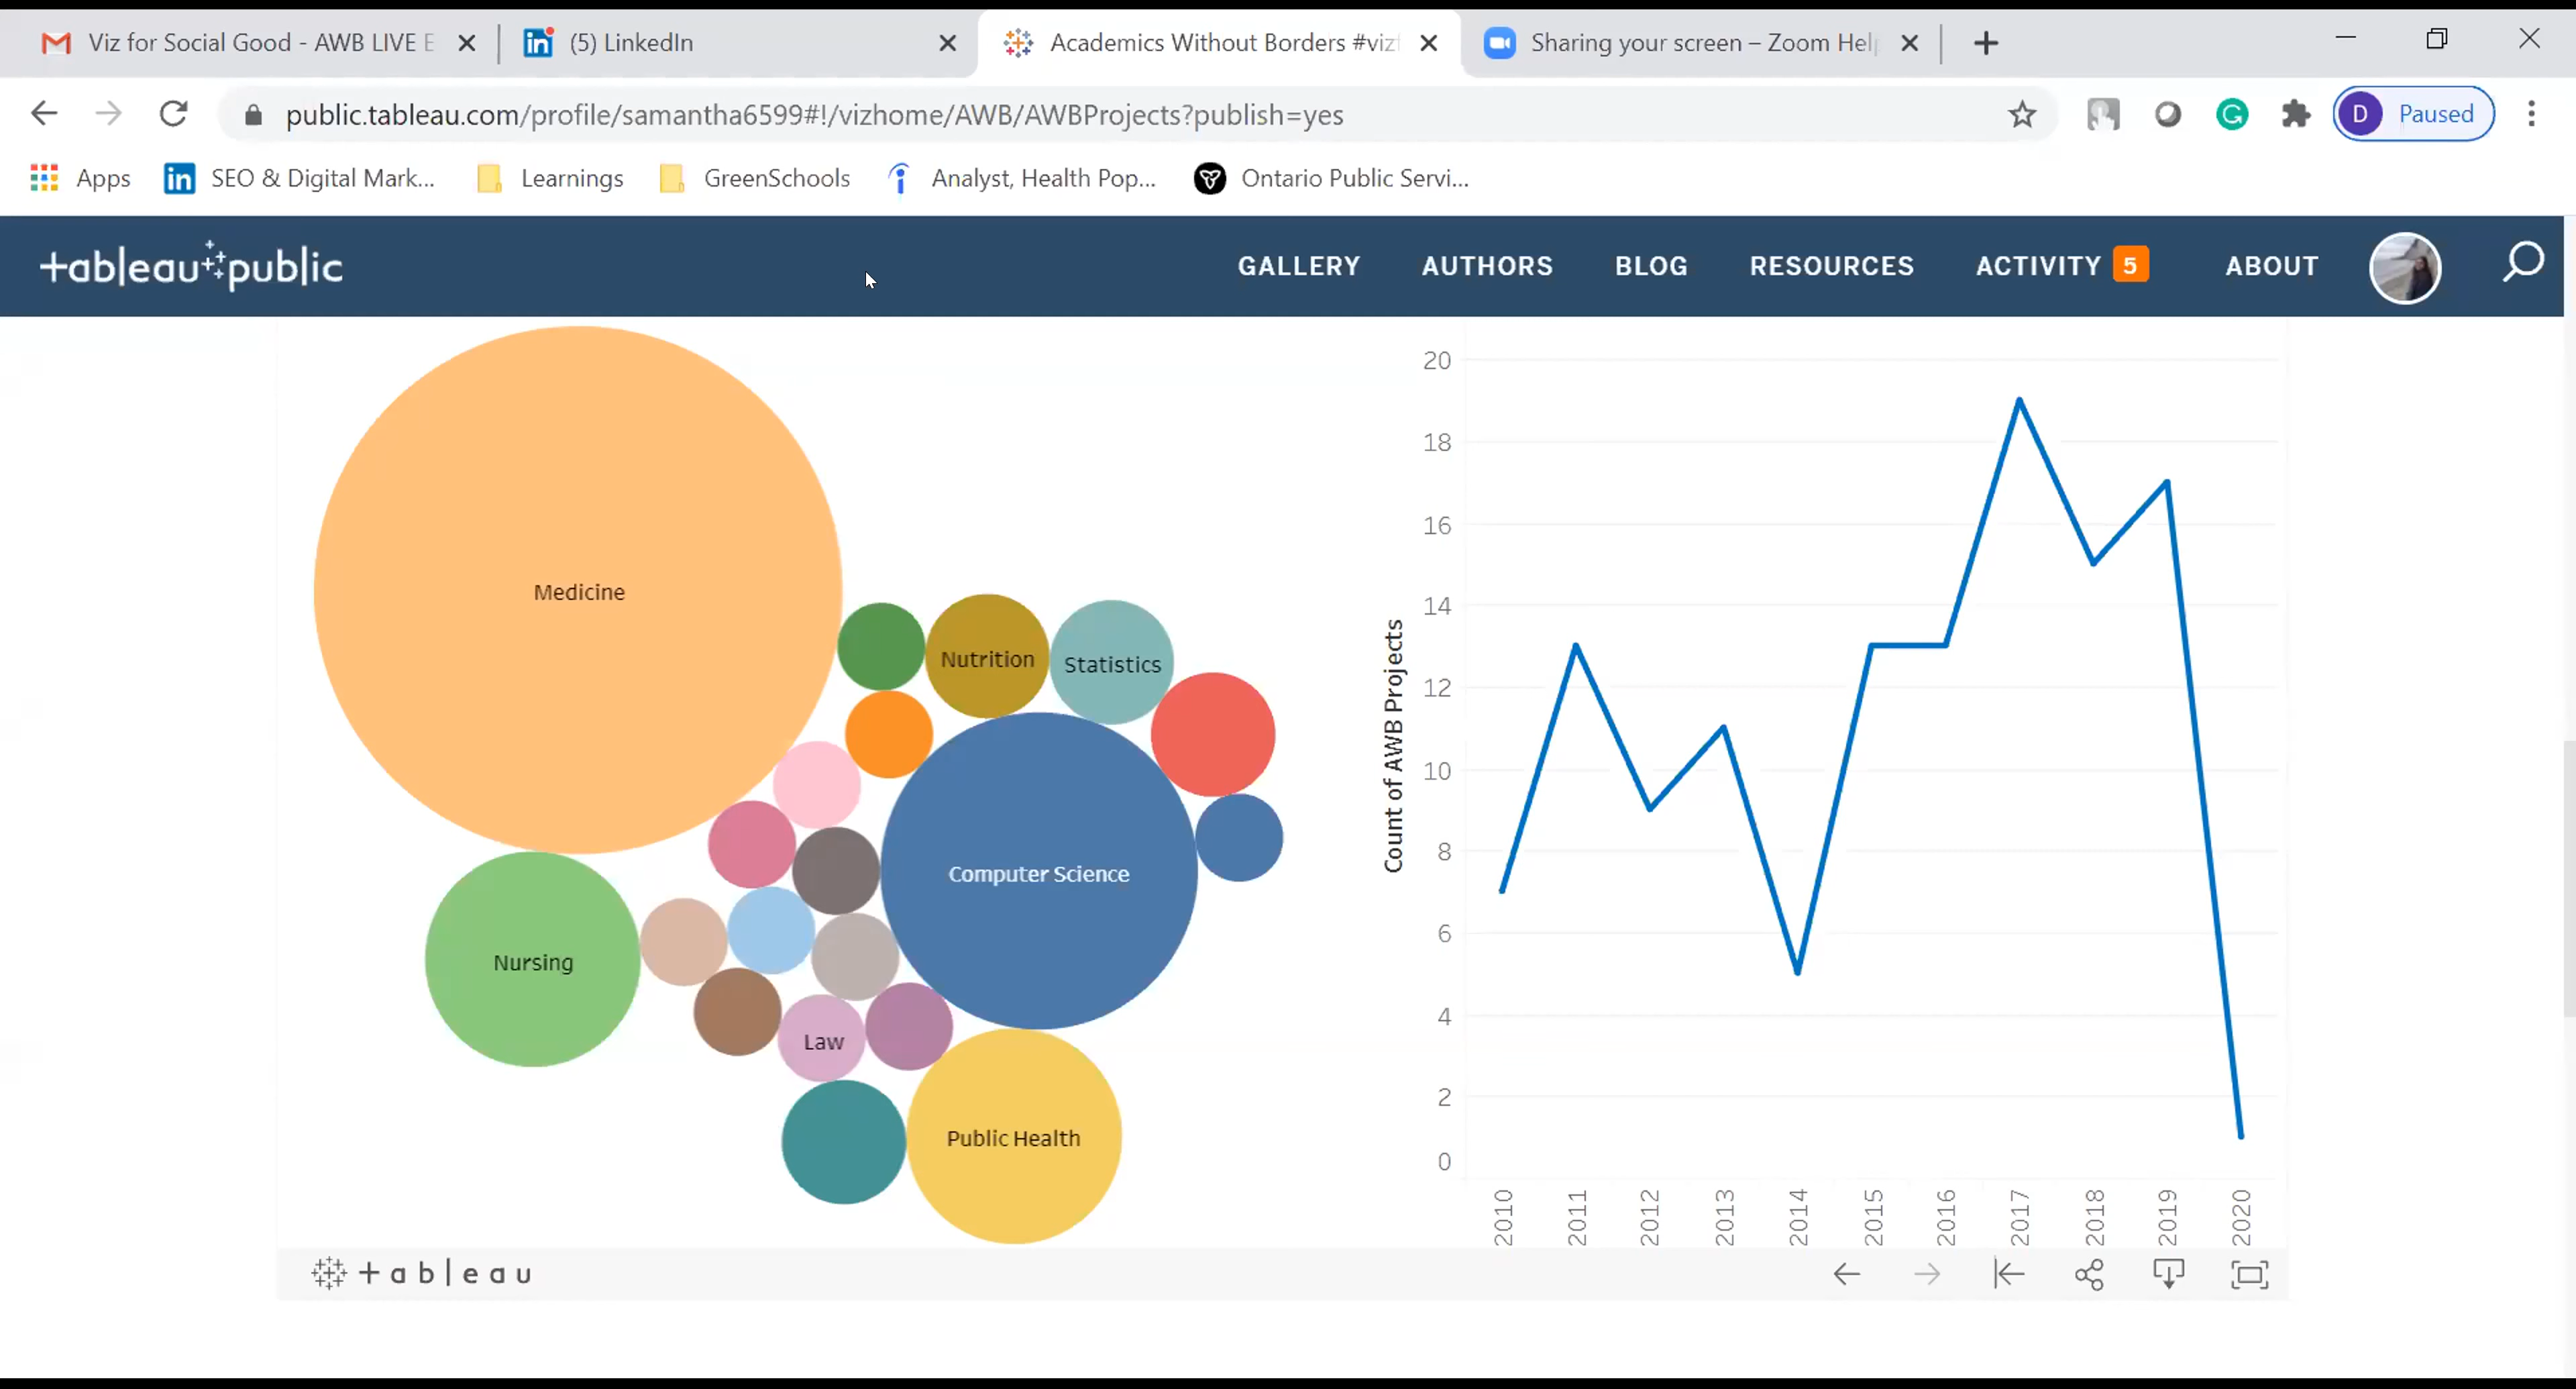 Viz for Social Good - AWB LIVE E
(5) LinkedIn
Academics Without Borders #viz
Sharing your screen – Zoom Hel
public.tableau.com/profile/samantha6599#!/vizhome/AWB/AWBProjects?publish=yes
D Paused
Apps
SEO & Digital Mark...
Learnings
GreenSchools
Analyst, Health Pop...
Ontario Public Servi...
+ableau public
GALLERY
AUTHORS
BLOG
RESOURCES
ACTIVITY 5
ABOUT
Medicine
Nutrition
Statistics
Computer Science
Nursing
Law
Public Health
Count of AWB Projects
20
18
16
14
12
10
8
6
4
2
0
2010
2011
2012
2013
2014
2015
2016
2017
2018
2019
2020
+ableau